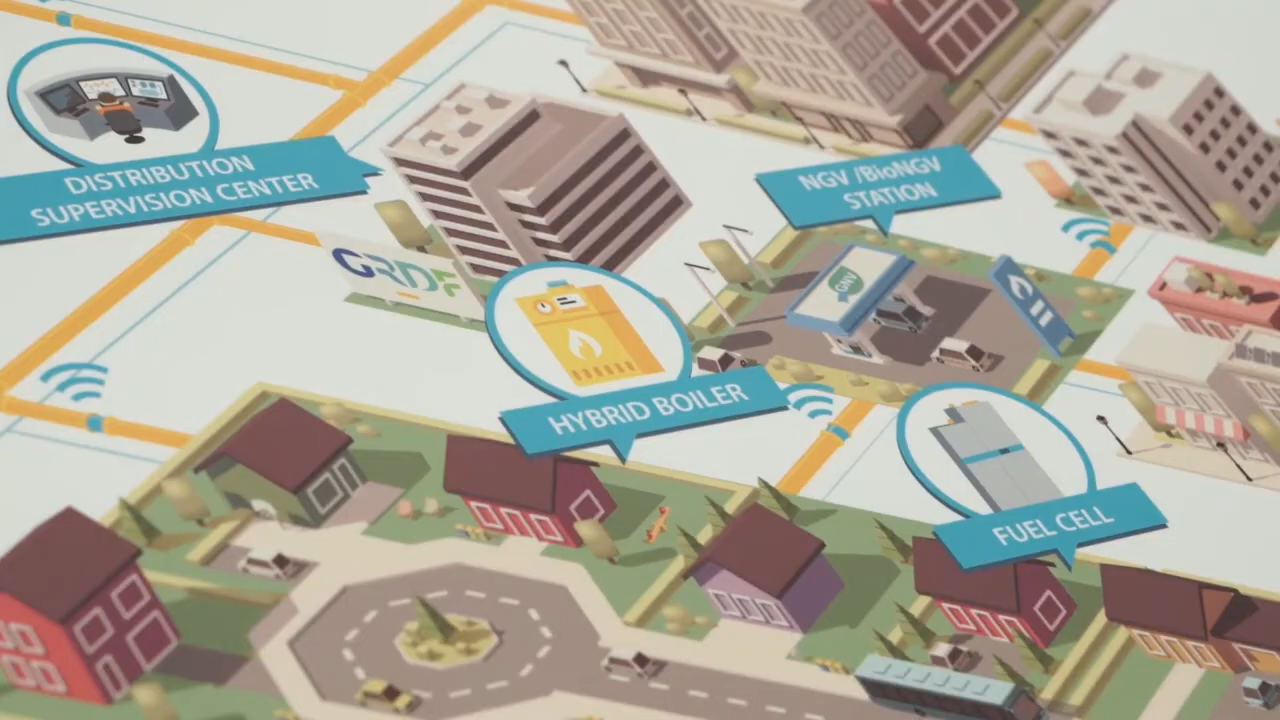 DISTRIBUTION
SUPERVISION CENTER
NGV /BioNGV
STATION
GRDF
GNV
HYBRID BOILER
FUEL CELL